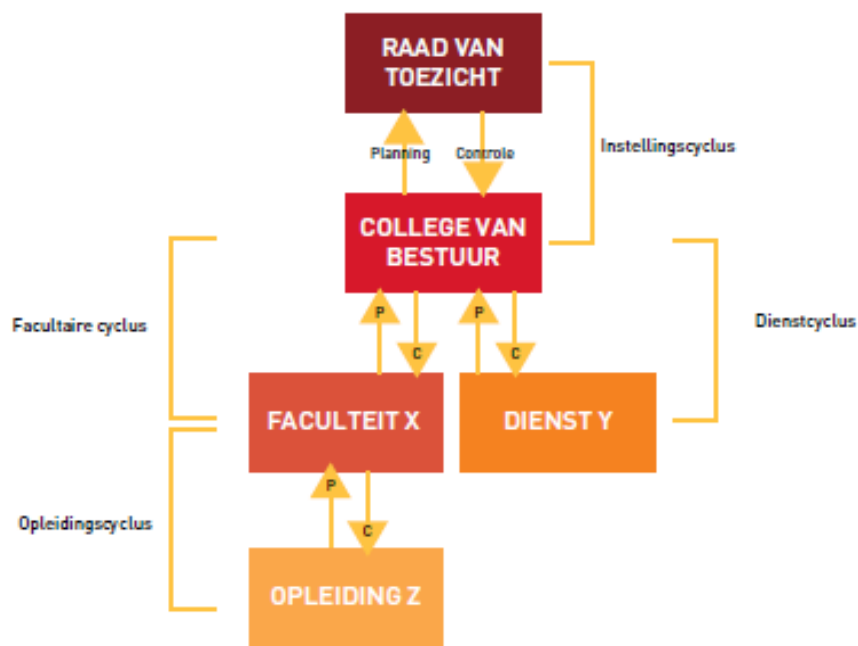 RAAD VAN
TOEZICHT
Planning
Controle
Instellingscyclus
COLLEGE VAN
BESTUUR
P
C
P
C
Facultaire cyclus
Dienstcyclus
FACULTEIT X
DIENST Y
P
C
Opleidingscyclus
OPLEIDING Z